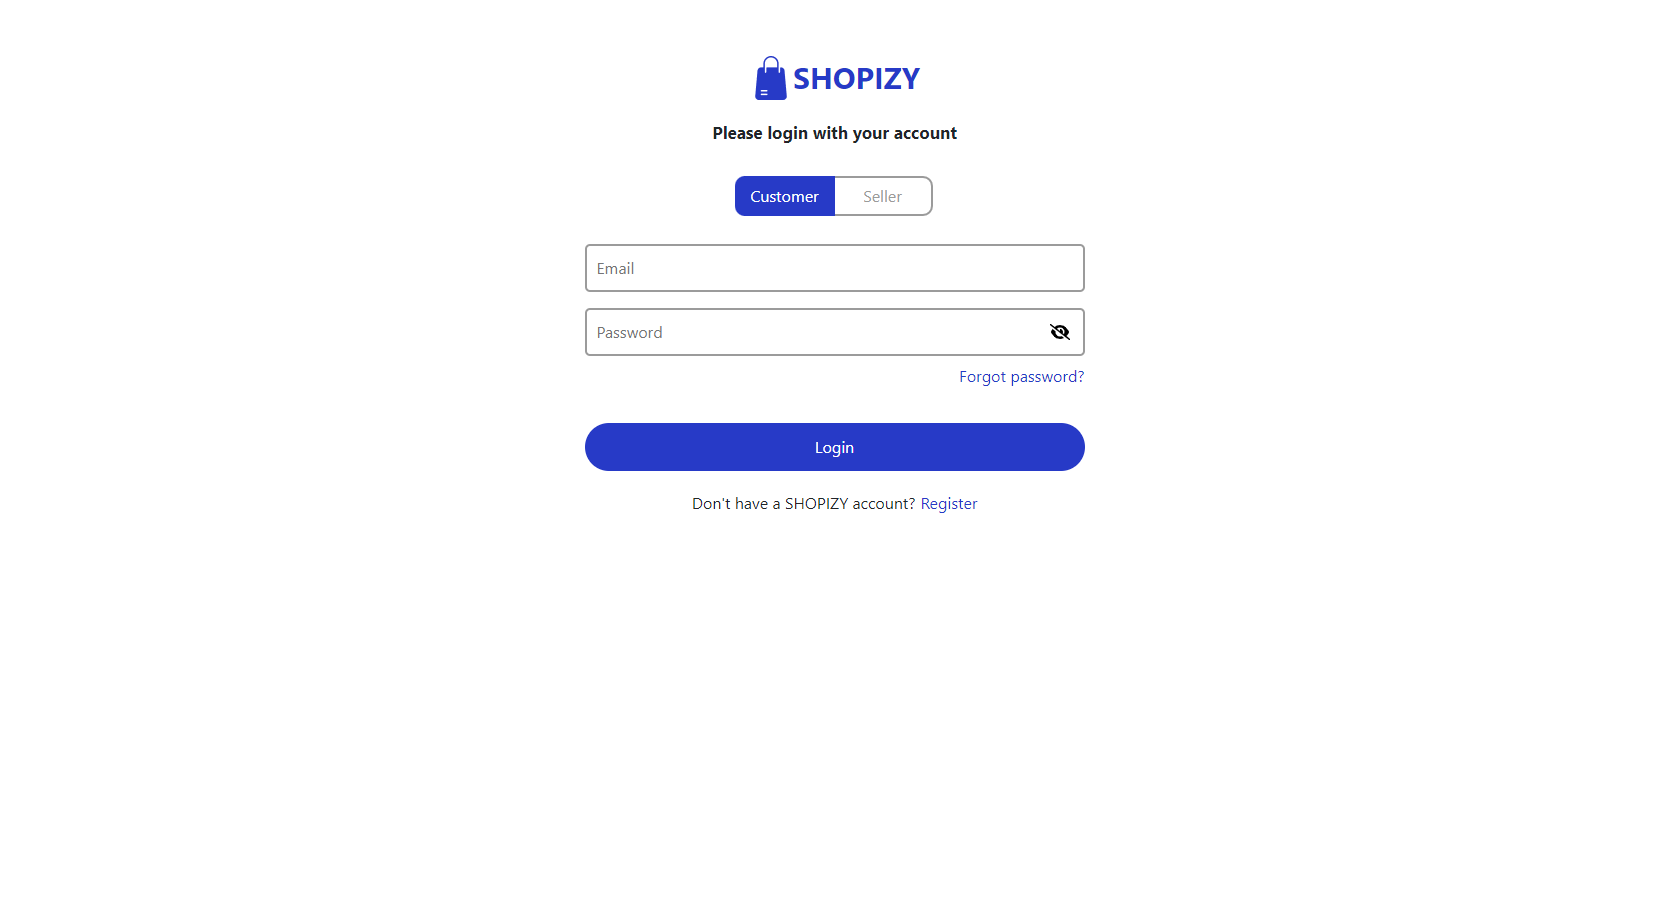 SHOPIZY
Please login with your account
Customer Seller
Email
Password
Forgot password?
Login
Don't have a SHOPIZY account? Register